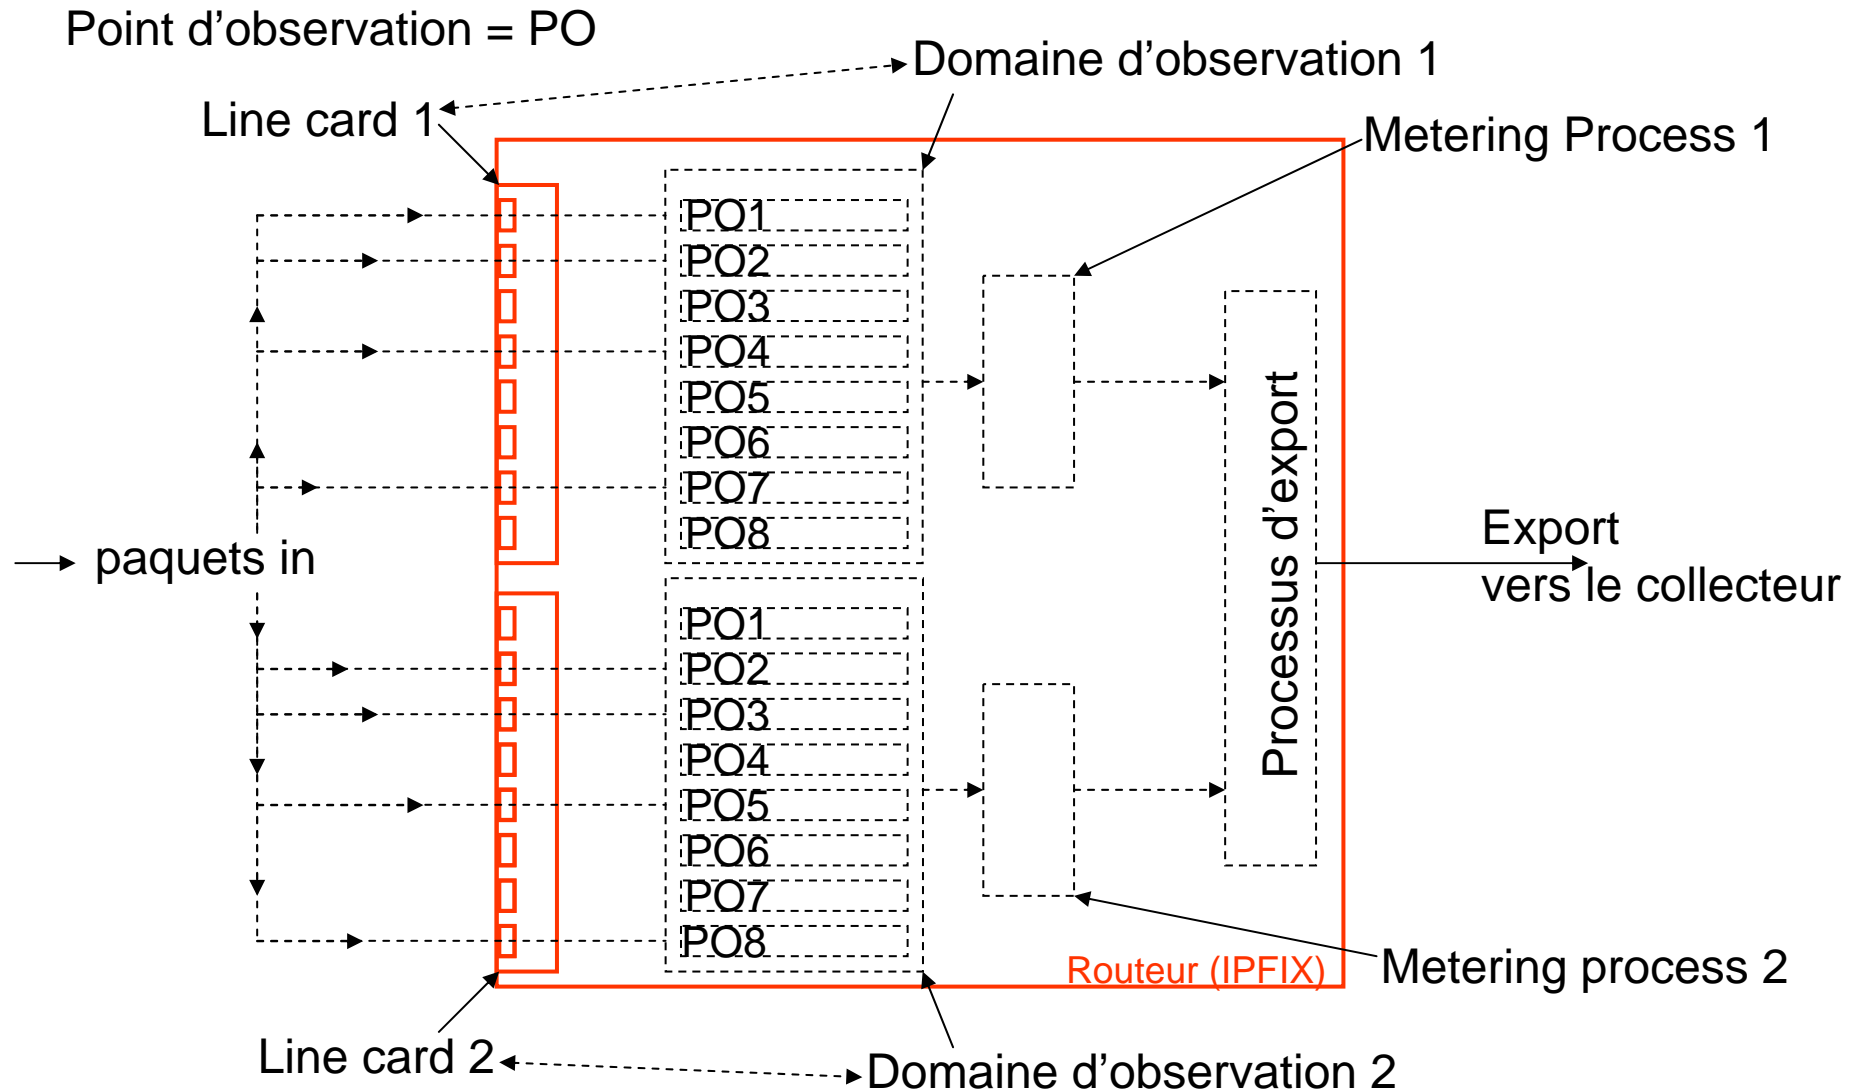 Point d'observation = PO
Domaine d'observation 1
Line card 1
Metering Process 1
PO1
PO2
PO3
PO4
PO5
PO6
PO7
PO8
Processus d'export
paquets in
Export
vers le collecteur
PO1
PO2
PO3
PO4
PO5
PO6
PO7
PO8
Routeur (IPFIX)
Metering process 2
Line card 2
Domaine d'observation 2